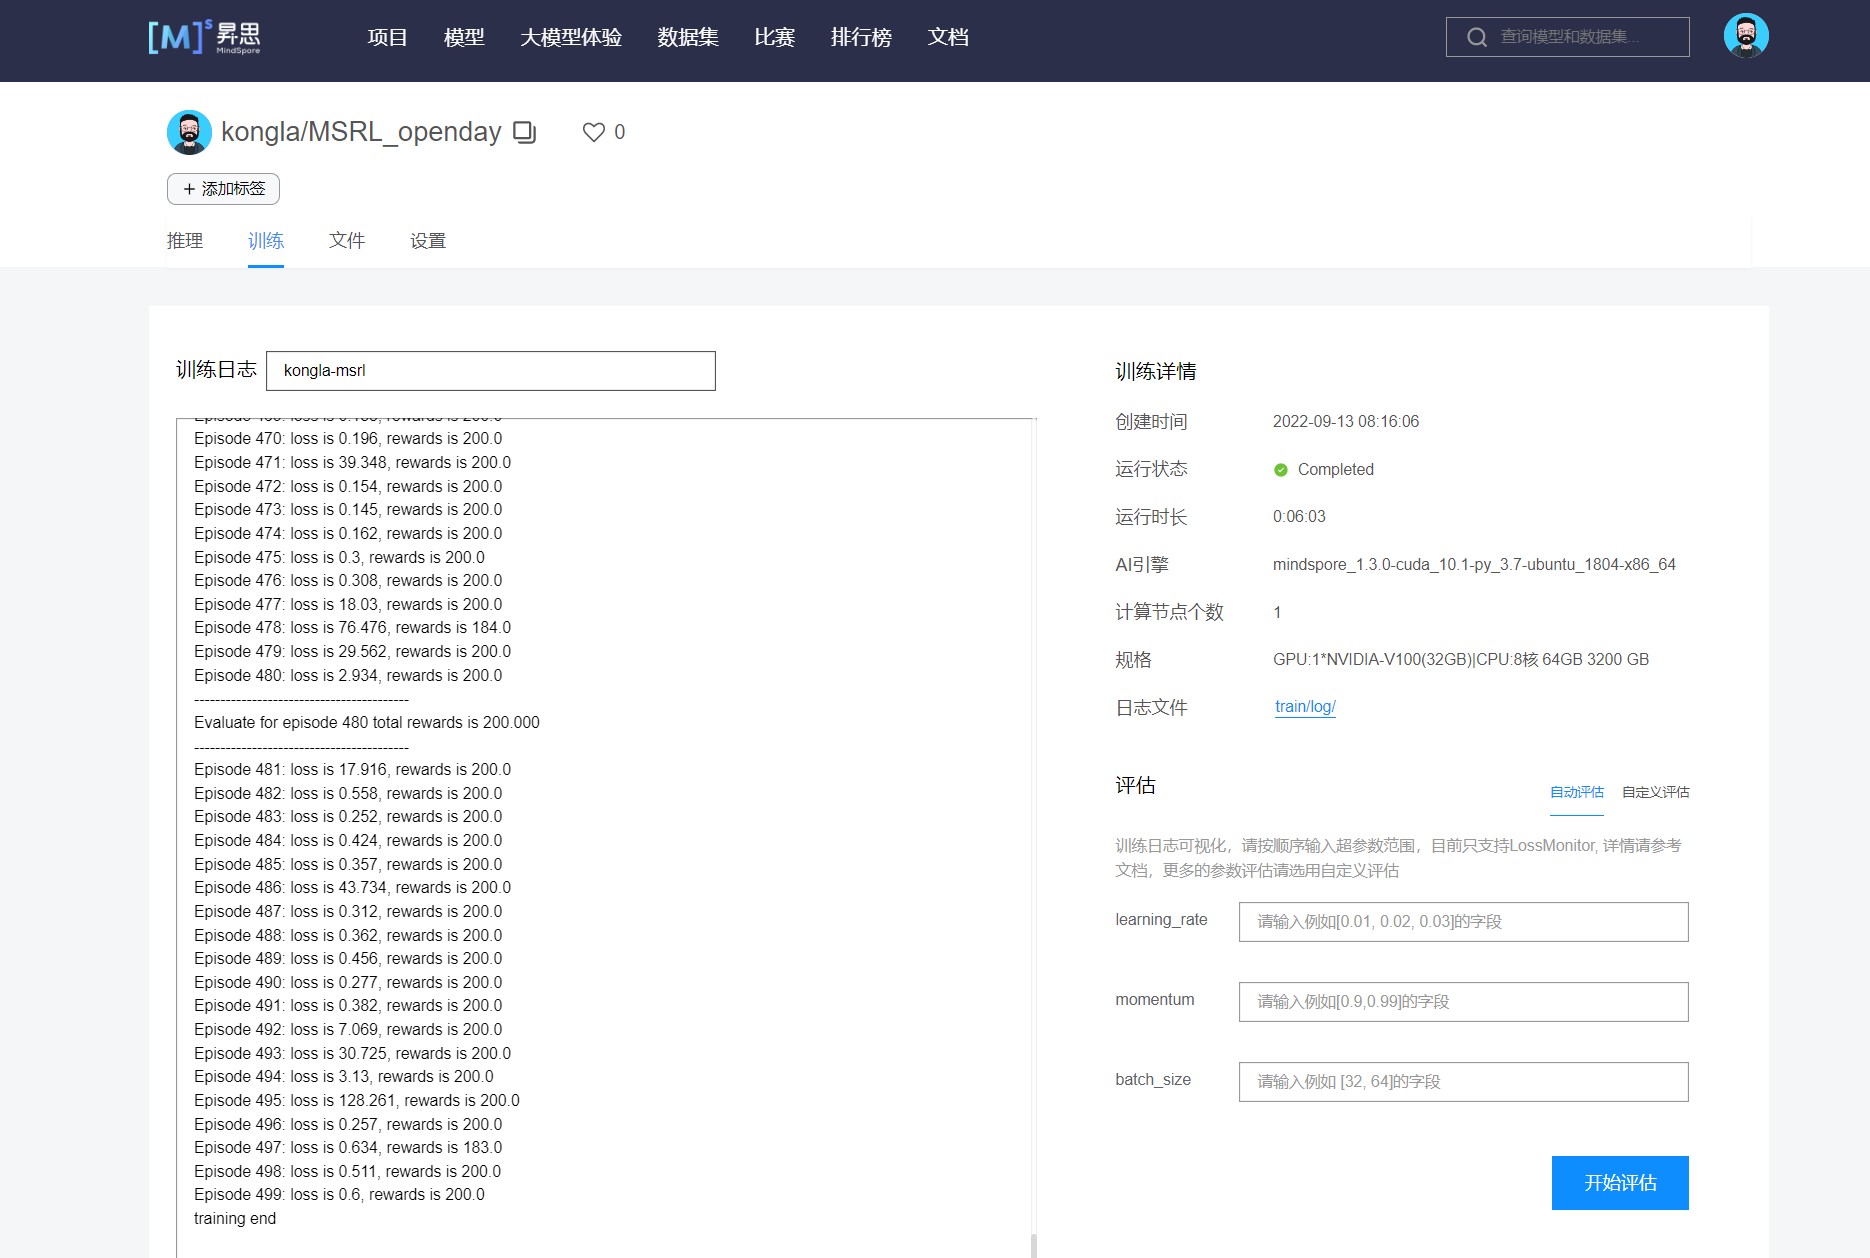 [M]s 昇思 MindSpore
项目 模型 大模型体验 数据集 比赛 排行榜 文档
查询模型和数据集...
kongla/MSRL_openday
0
+ 添加标签
推理 训练 文件 设置
训练日志 kongla-msrl
Episode 470: loss is 0.196, rewards is 200.0
Episode 471: loss is 39.348, rewards is 200.0
Episode 472: loss is 0.154, rewards is 200.0
Episode 473: loss is 0.145, rewards is 200.0
Episode 474: loss is 0.162, rewards is 200.0
Episode 475: loss is 0.3, rewards is 200.0
Episode 476: loss is 0.308, rewards is 200.0
Episode 477: loss is 18.03, rewards is 200.0
Episode 478: loss is 76.476, rewards is 184.0
Episode 479: loss is 29.562, rewards is 200.0
Episode 480: loss is 2.934, rewards is 200.0
-----------------------------------------
Evaluate for episode 480 total rewards is 200.000
-----------------------------------------
Episode 481: loss is 17.916, rewards is 200.0
Episode 482: loss is 0.558, rewards is 200.0
Episode 483: loss is 0.252, rewards is 200.0
Episode 484: loss is 0.424, rewards is 200.0
Episode 485: loss is 0.357, rewards is 200.0
Episode 486: loss is 43.734, rewards is 200.0
Episode 487: loss is 0.312, rewards is 200.0
Episode 488: loss is 0.362, rewards is 200.0
Episode 489: loss is 0.456, rewards is 200.0
Episode 490: loss is 0.277, rewards is 200.0
Episode 491: loss is 0.382, rewards is 200.0
Episode 492: loss is 7.069, rewards is 200.0
Episode 493: loss is 30.725, rewards is 200.0
Episode 494: loss is 3.13, rewards is 200.0
Episode 495: loss is 128.261, rewards is 200.0
Episode 496: loss is 0.257, rewards is 200.0
Episode 497: loss is 0.634, rewards is 183.0
Episode 498: loss is 0.511, rewards is 200.0
Episode 499: loss is 0.6, rewards is 200.0
training end
训练详情
创建时间 2022-09-13 08:16:06
运行状态 Completed
运行时长 0:06:03
AI引擎 mindspore_1.3.0-cuda_10.1-py_3.7-ubuntu_1804-x86_64
计算节点个数 1
规格 GPU:1*NVIDIA-V100(32GB)|CPU:8核 64GB 3200 GB
日志文件 train/log/
评估 自动评估 自定义评估
训练日志可视化，请按顺序输入超参数范围，目前只支持LossMonitor, 详情请参考
文档，更多的参数评估请选用自定义评估
learning_rate 请输入例如[0.01, 0.02, 0.03]的字段
momentum 请输入例如[0.9,0.99]的字段
batch_size 请输入例如 [32, 64]的字段
开始评估